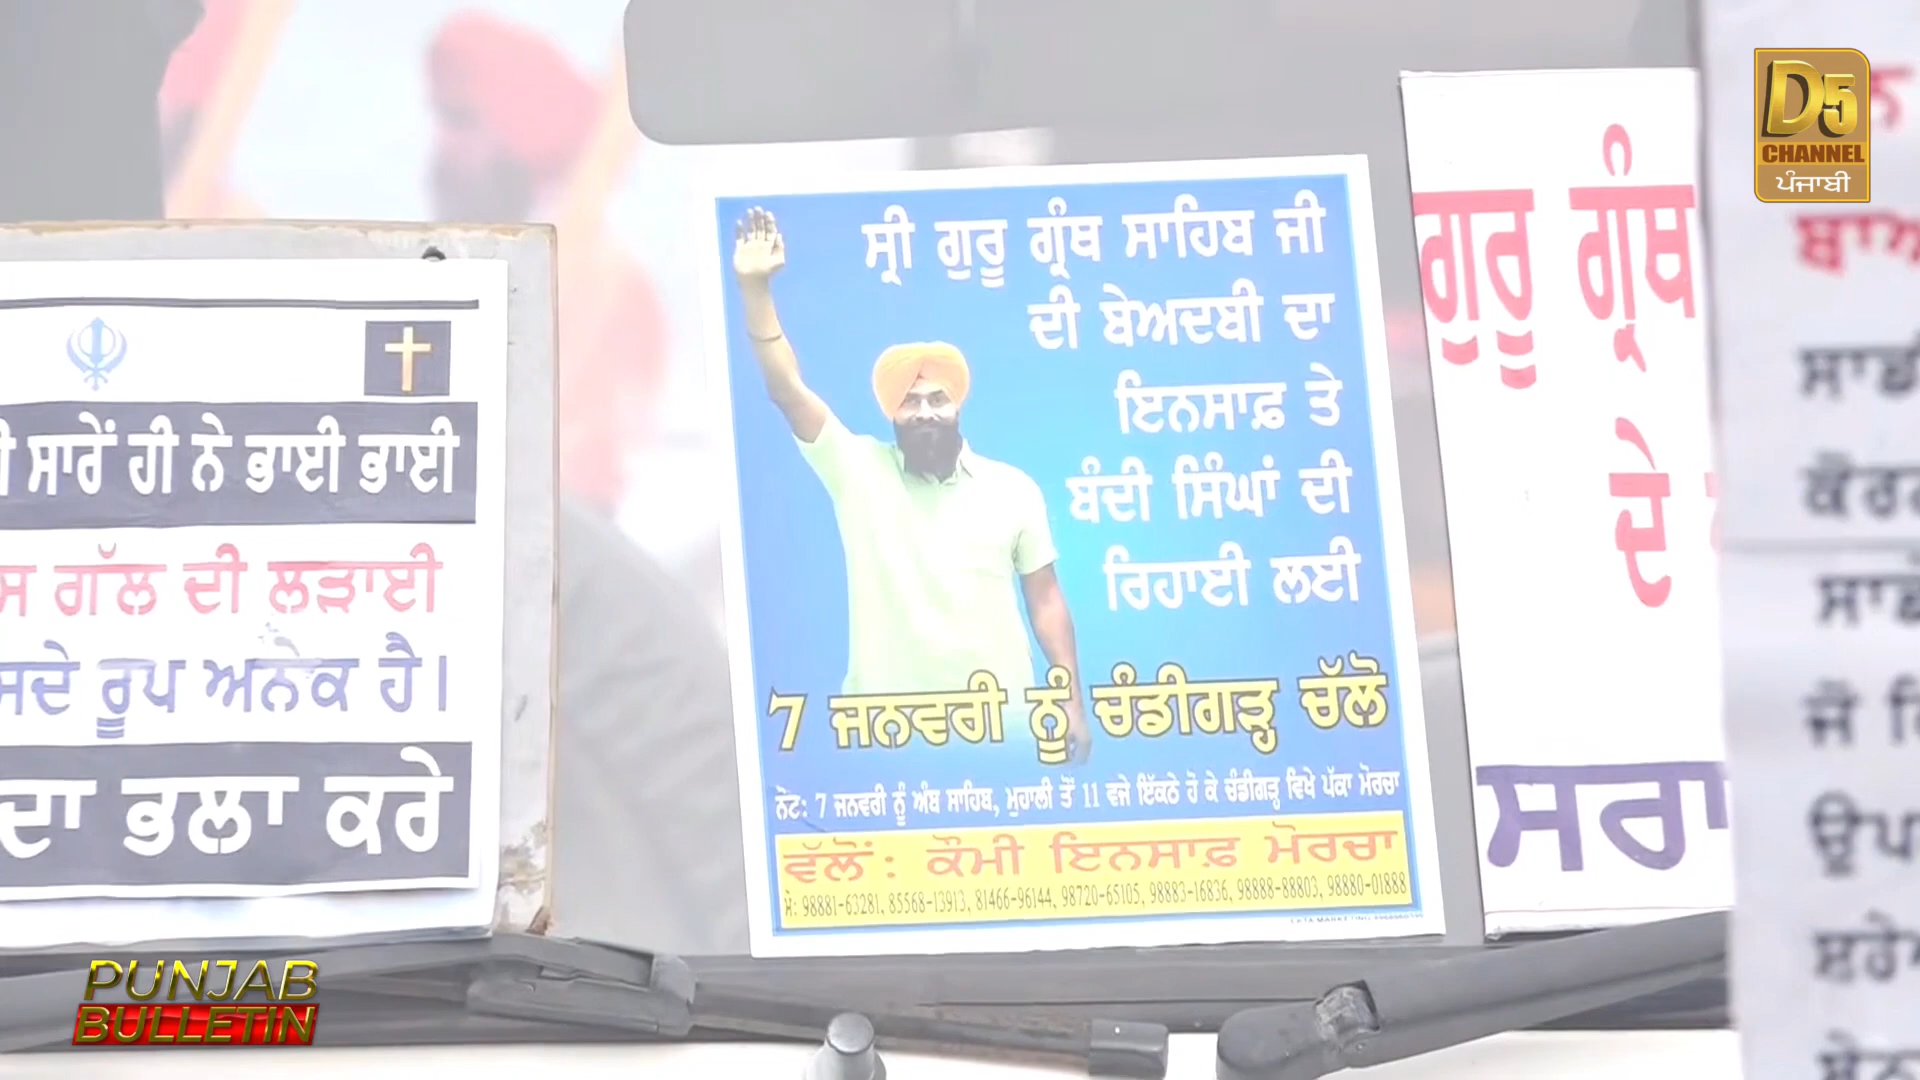 ਸਾਰੇਂ ਹੀ ਨੇ ਭਾਈ ਭਾਈ
ਗੱਲ ਦੀ ਲੜਾਈ
ਰੂਪ ਅਨੇਕ ਹੈ।
ਦਾ ਭਲਾ ਕਰੇ
ਸ੍ਰੀ ਗੁਰੂ ਗ੍ਰੰਥ ਸਾਹਿਬ ਜੀ
ਦੀ ਬੇਅਦਬੀ ਦਾ
ਇਨਸਾਫ਼ ਤੇ
ਬੰਦੀ ਸਿੰਘਾਂ ਦੀ
ਰਿਹਾਈ ਲਈ
7 ਜਨਵਰੀ ਨੂੰ ਚੰਡੀਗੜ੍ਹ ਚੱਲੋ
ਨੋਟ: 7 ਜਨਵਰੀ ਨੂੰ ਅੰਬ ਸਾਹਿਬ, ਮੁਹਾਲੀ ਤੋਂ 11 ਵਜੇ ਇੱਕਠੇ ਹੋ ਕੇ ਚੰਡੀਗੜ੍ਹ ਵਿਖੇ ਪੱਕਾ ਮੋਰਚਾ
ਵੱਲੋਂ: ਕੌਮੀ ਇਨਸਾਫ਼ ਮੋਰਚਾ
ਮੋ: 98881-63281, 85568-13913, 81466-96144, 98720-65105, 98883-16836, 98888-88803, 98880-01888
ਗੁਰੂ ਗ੍ਰੰਥ
ਦੇ
D5
CHANNEL
ਪੰਜਾਬੀ
PUNJAB
BULLETIN